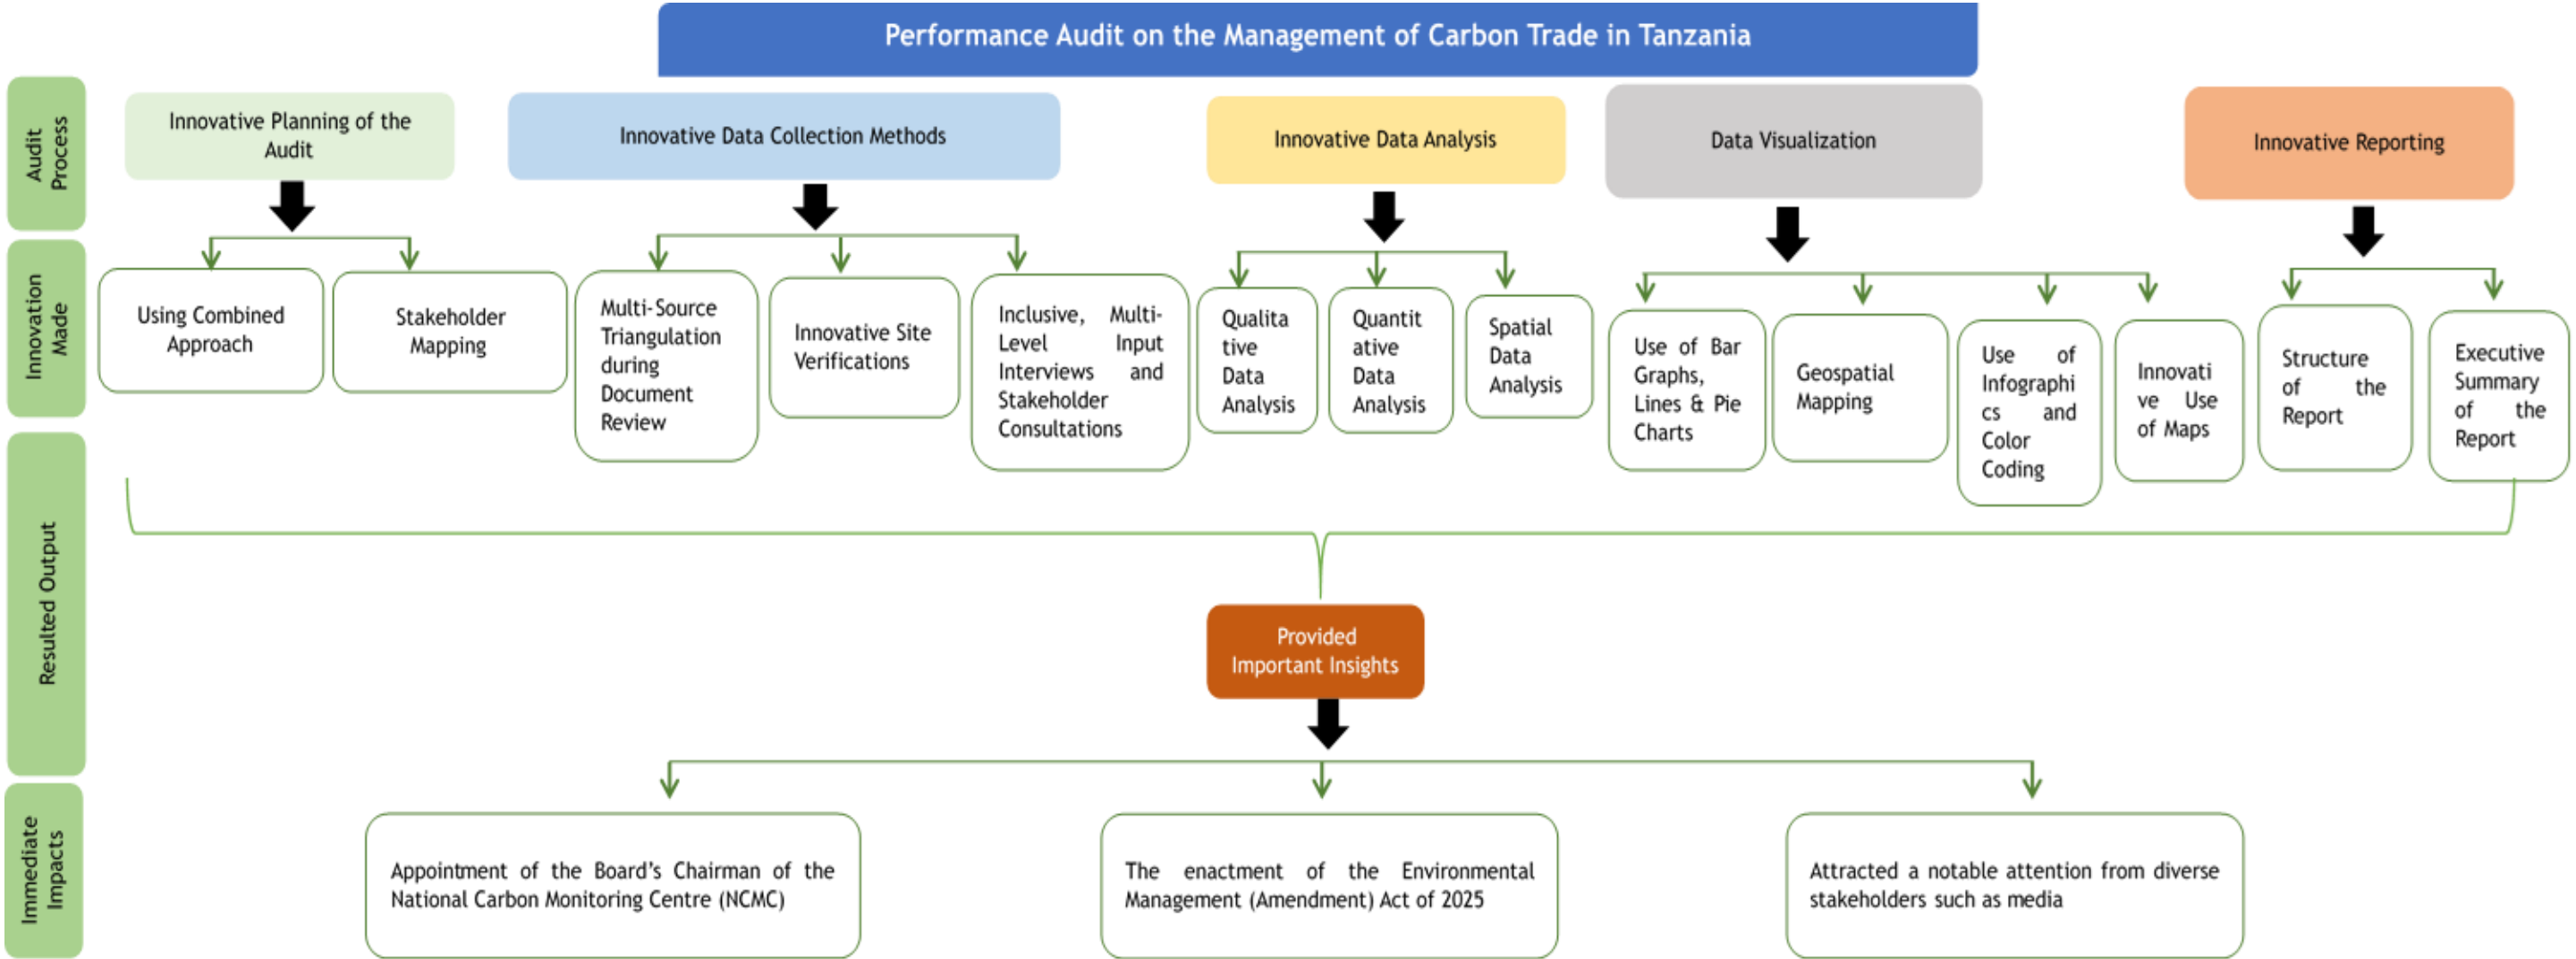 Performance Audit on the Management of Carbon Trade in Tanzania
Audit
Process
Innovative Planning of the
Audit
Innovative Data Collection Methods
Innovative Data Analysis
Data Visualization
Innovative Reporting
Innovation
Made
Using Combined
Approach
Stakeholder
Mapping
Multi-Source
Triangulation
during
Document
Review
Innovative Site
Verifications
Inclusive, Multi-
Level Input
Interviews and
Stakeholder
Consultations
Qualita
tive
Data
Analysis
Quantit
ative
Data
Analysis
Spatial
Data
Analysis
Use of Bar
Graphs,
Lines & Pie
Charts
Geospatial
Mapping
Use of
Infographi
cs and
Color
Coding
Innovati
ve Use
of Maps
Structure
of the
Report
Executive
Summary
of the
Report
Resulted Output
Provided
Important Insights
Immediate
Impacts
Appointment of the Board's Chairman of the
National Carbon Monitoring Centre (NCMC)
The enactment of the Environmental
Management (Amendment) Act of 2025
Attracted a notable attention from diverse
stakeholders such as media